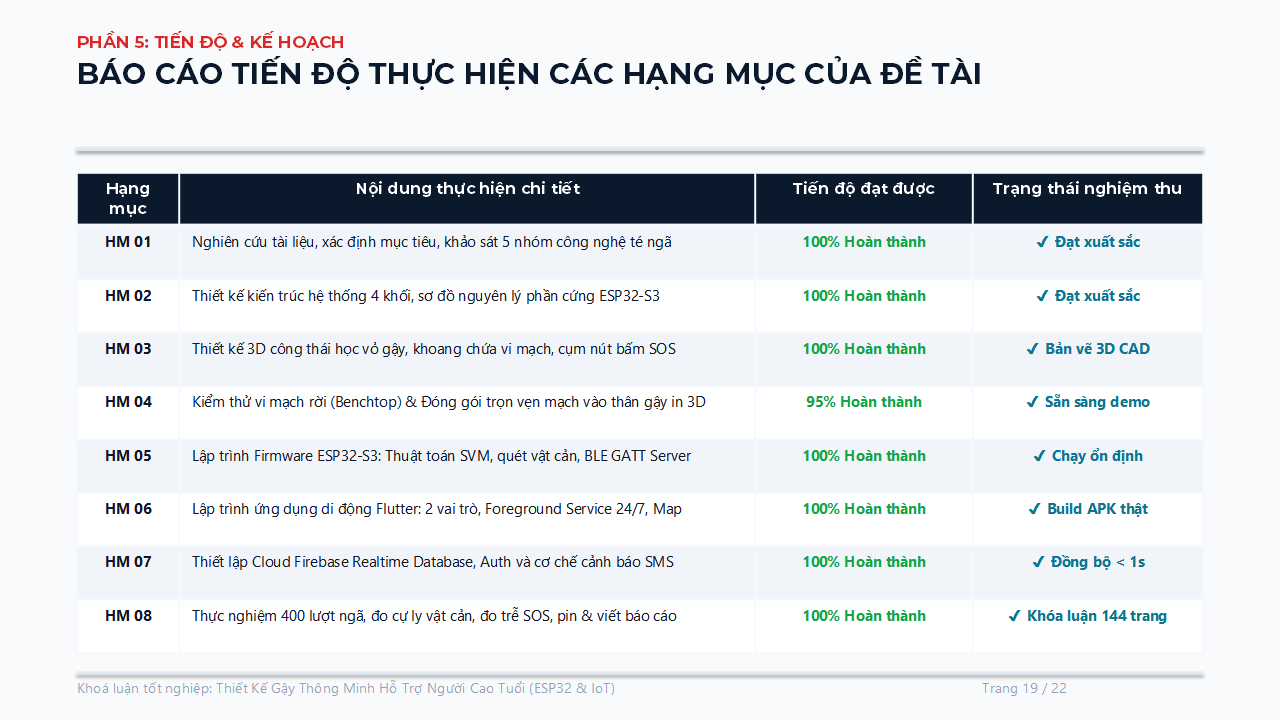 PHẦN 5: TIẾN ĐỘ & KẾ HOẠCH
BÁO CÁO TIẾN ĐỘ THỰC HIỆN CÁC HẠNG MỤC CỦA ĐỀ TÀI
Hạng mục Nội dung thực hiện chi tiết Tiến độ đạt được Trạng thái nghiệm thu
HM 01 Nghiên cứu tài liệu, xác định mục tiêu, khảo sát 5 nhóm công nghệ té ngã 100% Hoàn thành ✓ Đạt xuất sắc
HM 02 Thiết kế kiến trúc hệ thống 4 khối, sơ đồ nguyên lý phần cứng ESP32-S3 100% Hoàn thành ✓ Đạt xuất sắc
HM 03 Thiết kế 3D công thái học vỏ gậy, khoang chứa vi mạch, cụm nút bấm SOS 100% Hoàn thành ✓ Bản vẽ 3D CAD
HM 04 Kiểm thử vi mạch rời (Benchtop) & Đóng gói trọn vẹn mạch vào thân gậy in 3D 95% Hoàn thành ✓ Sẵn sàng demo
HM 05 Lập trình Firmware ESP32-S3: Thuật toán SVM, quét vật cản, BLE GATT Server 100% Hoàn thành ✓ Chạy ổn định
HM 06 Lập trình ứng dụng di động Flutter: 2 vai trò, Foreground Service 24/7, Map 100% Hoàn thành ✓ Build APK thật
HM 07 Thiết lập Cloud Firebase Realtime Database, Auth và cơ chế cảnh báo SMS 100% Hoàn thành ✓ Đồng bộ < 1s
HM 08 Thực nghiệm 400 lượt ngã, đo cự ly vật cản, đo trễ SOS, pin & viết báo cáo 100% Hoàn thành ✓ Khóa luận 144 trang
Khoá luận tốt nghiệp: Thiết Kế Gậy Thông Minh Hỗ Trợ Người Cao Tuổi (ESP32 & IoT) Trang 19 / 22